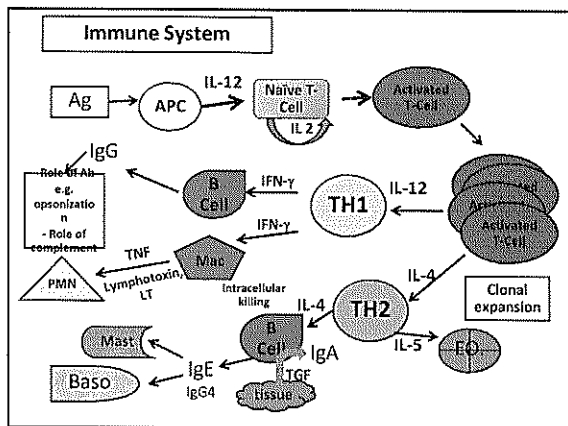 Immune System
Ag
APC
IL-12
Naïve T-
Cell
IL 2
Activated
T-Cell
IgG
- Role of Ab
e.g.
opsonizatio
n
- Role of
complement
B
Cell
IFN-γ
TH1
IL-12
Activated
T-Cell
IFN-γ
Mac
TNF
Lymphotoxin,
LT
PMN
Intracellular
killing
IL-4
Clonal
expansion
IL-4
TH2
IL-5
EO
B
Cell
IgA
TGF
tissue
Mast
IgE
IgG4
Baso